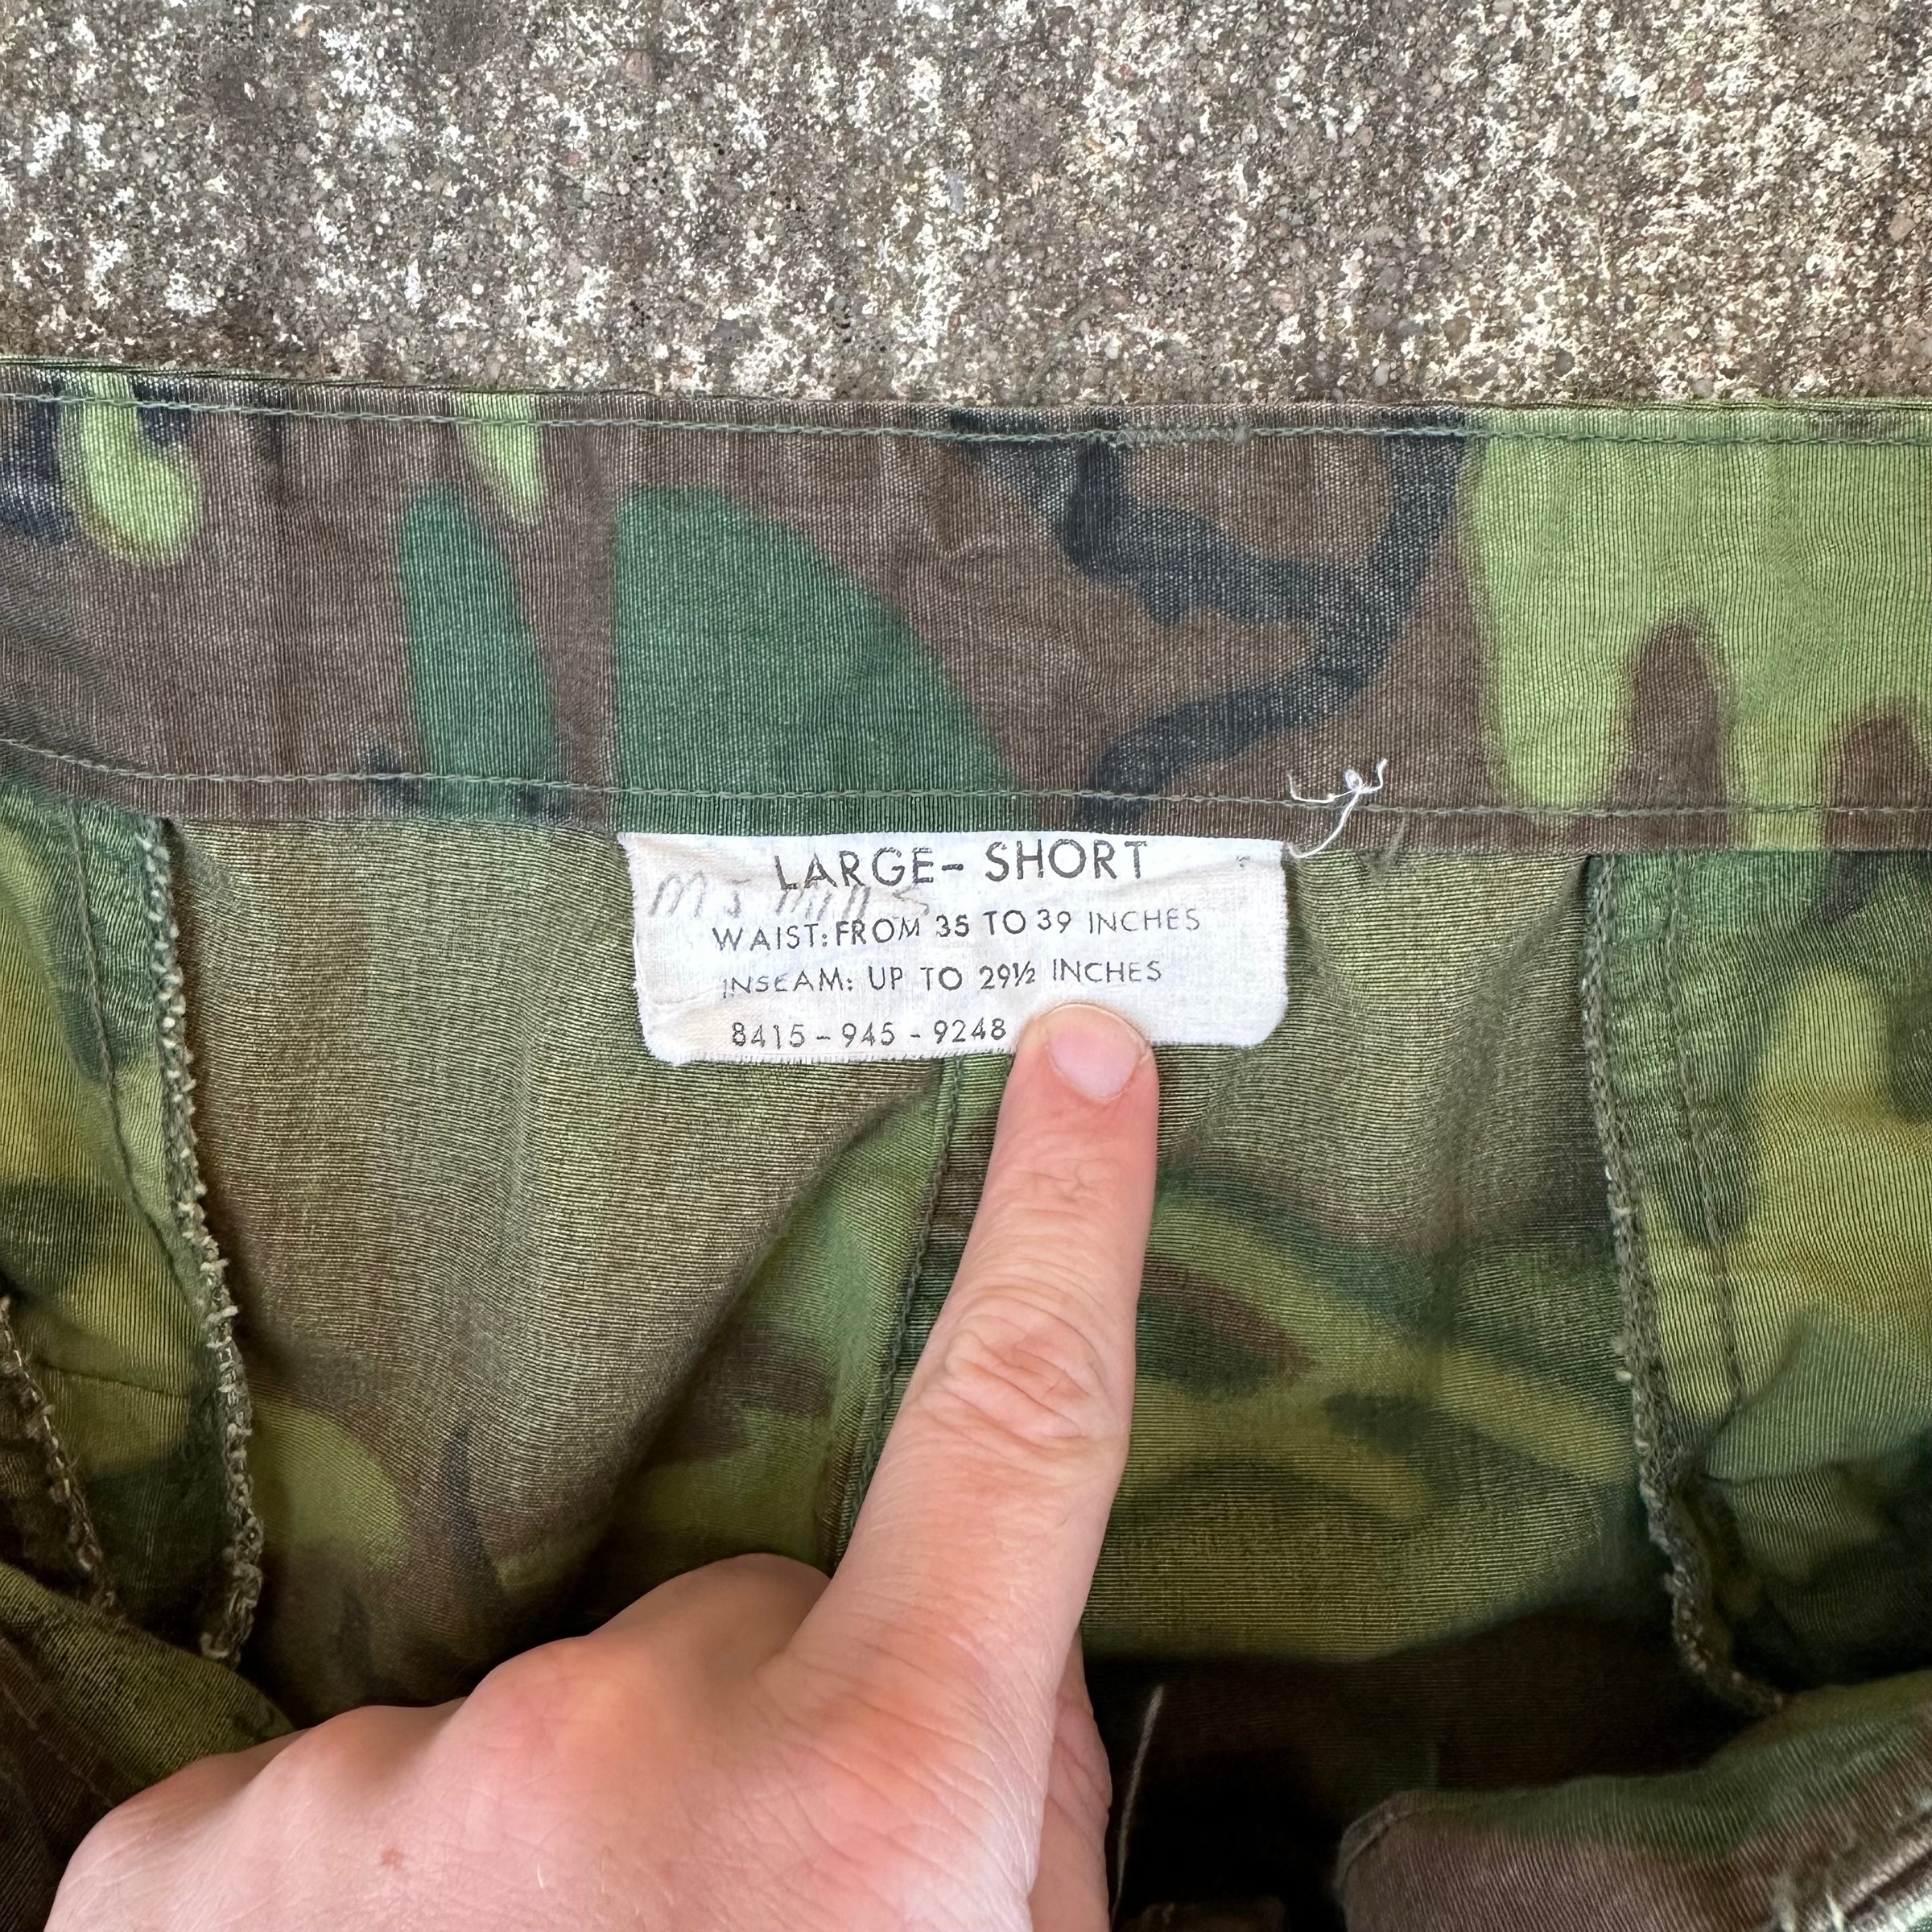 LARGE- SHORT
WAIST: FROM 35 TO 39 INCHES
INSEAM: UP TO 29½ INCHES
8415 - 945 - 9248